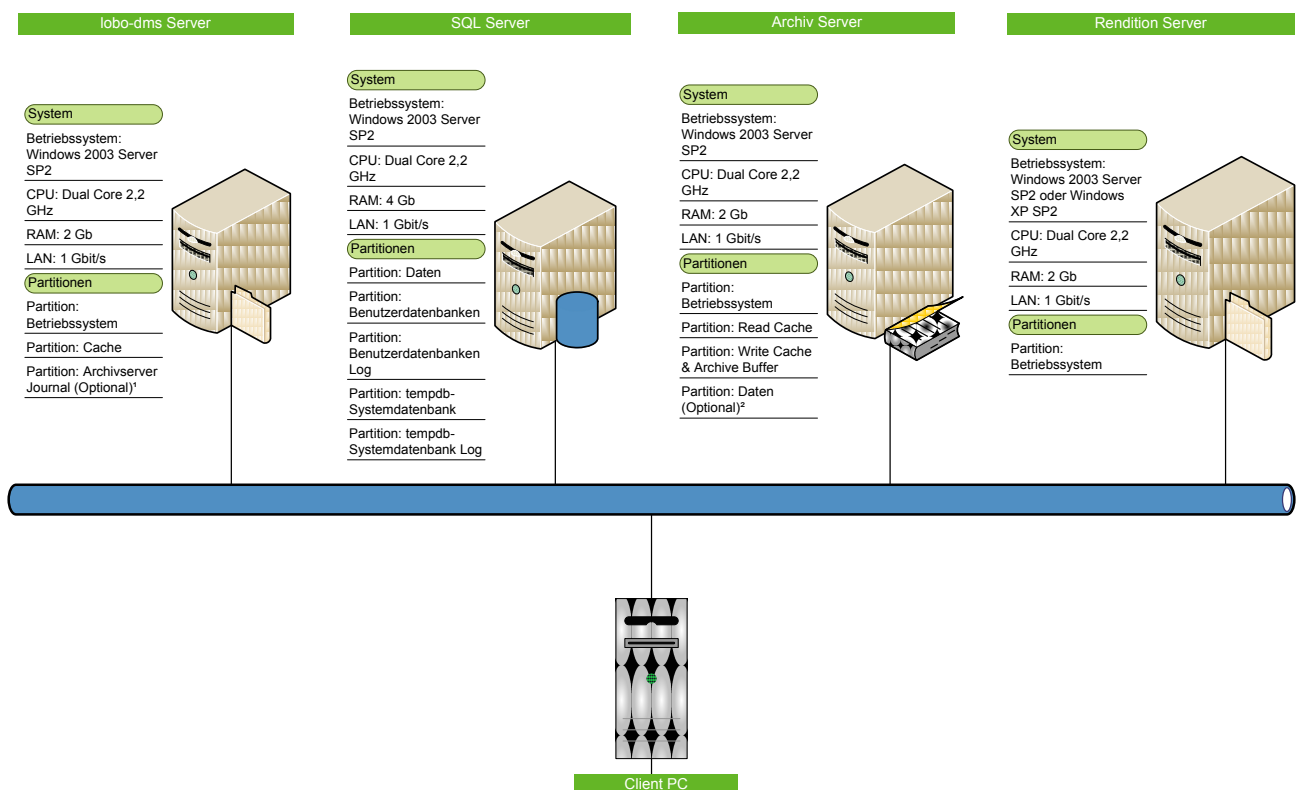 lobo-dms Server
System
Betriebssystem:
Windows 2003 Server
SP2
CPU: Dual Core 2,2
GHz
RAM: 2 Gb
LAN: 1 Gbit/s
Partitionen
Partition:
Betriebssystem
Partition: Cache
Partition: Archivserver
Journal (Optional)¹
SQL Server
System
Betriebssystem:
Windows 2003 Server
SP2
CPU: Dual Core 2,2
GHz
RAM: 4 Gb
LAN: 1 Gbit/s
Partitionen
Partition: Daten
Partition:
Benutzerdatenbanken
Partition:
Benutzerdatenbanken
Log
Partition: tempdb-
Systemdatenbank
Partition: tempdb-
Systemdatenbank Log
Archiv Server
System
Betriebssystem:
Windows 2003 Server
SP2
CPU: Dual Core 2,2
GHz
RAM: 2 Gb
LAN: 1 Gbit/s
Partitionen
Partition:
Betriebssystem
Partition: Read Cache
Partition: Write Cache
& Archive Buffer
Partition: Daten
(Optional)²
Rendition Server
System
Betriebssystem:
Windows 2003 Server
SP2 oder Windows
XP SP2
CPU: Dual Core 2,2
GHz
RAM: 2 Gb
LAN: 1 Gbit/s
Partitionen
Partition:
Betriebssystem
Client PC